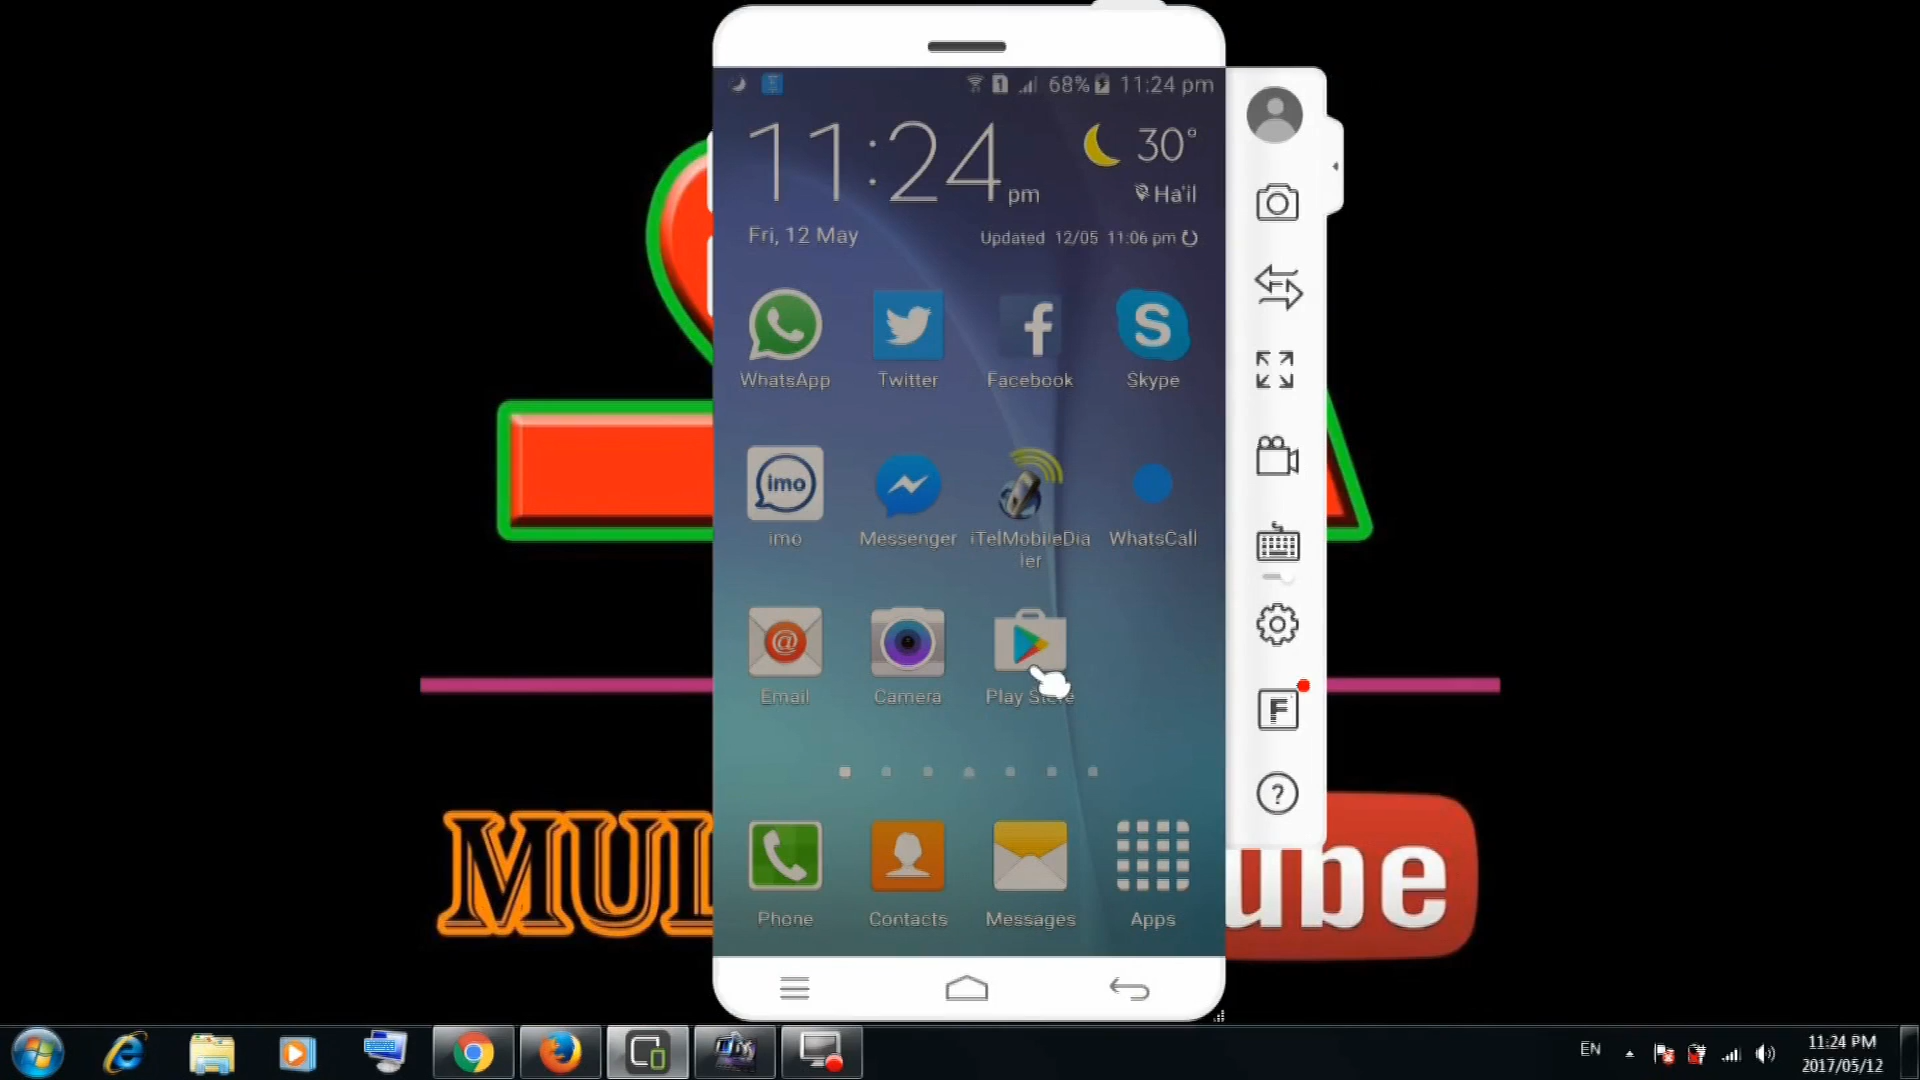 68% 11:24 pm
11:24 pm
30°
Ha'il
Fri, 12 May
Updated 12/05 11:06 pm
WhatsApp
Twitter
Facebook
Skype
imo
imo
Messenger
iTelMobileDia
ler
WhatsCall
Email
Camera
Play Store
Phone
Contacts
Messages
Apps
F
MUL
ube
EN
11:24 PM
2017/05/12